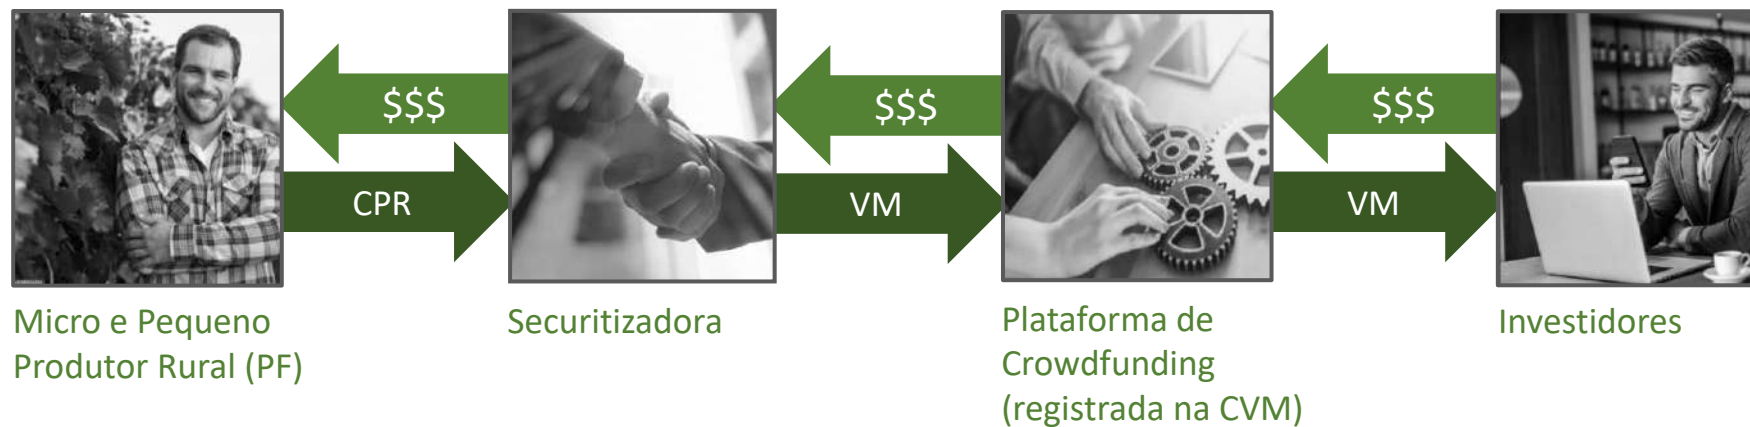 $$$
$$$
$$$
CPR
VM
VM
Micro e Pequeno
Produtor Rural (PF)
Securitizadora
Plataforma de
Crowdfunding
(registrada na CVM)
Investidores